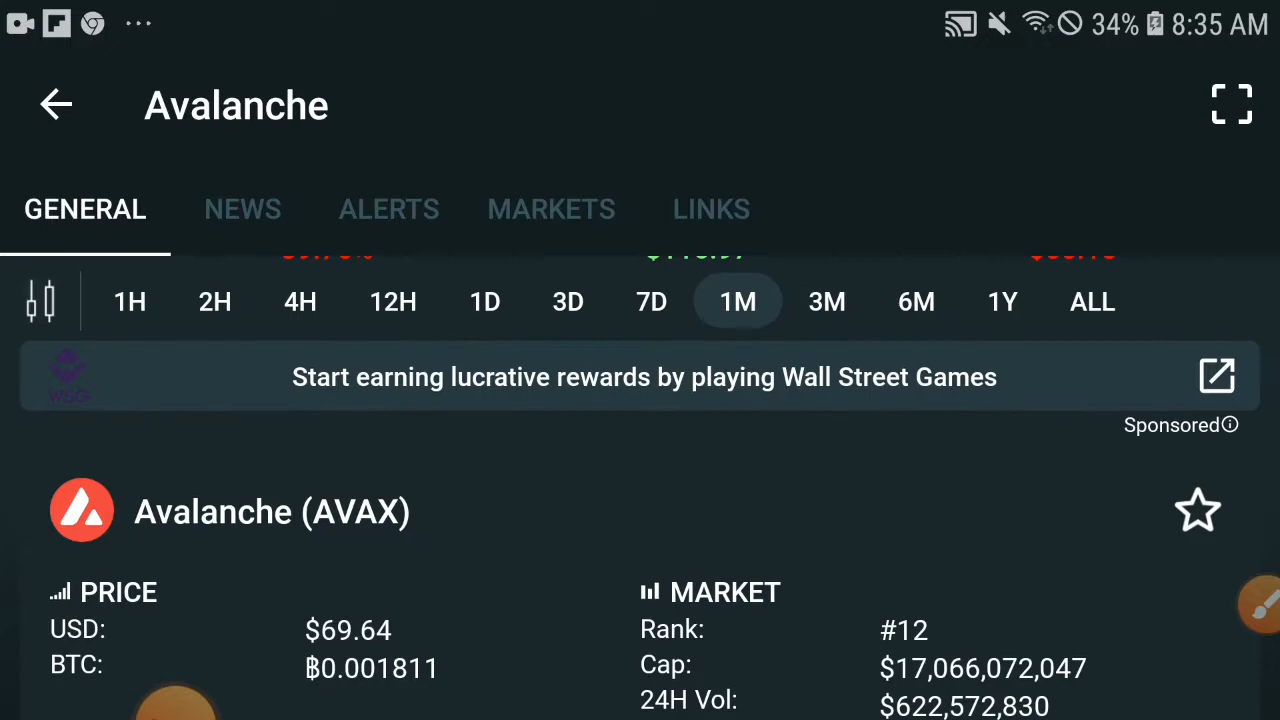 34% 8:35 AM
Avalanche
GENERAL NEWS ALERTS MARKETS LINKS
1H 2H 4H 12H 1D 3D 7D 1M 3M 6M 1Y ALL
WSG Start earning lucrative rewards by playing Wall Street Games
Sponsored
Avalanche (AVAX)
PRICE MARKET
USD: $69.64 Rank: #12
BTC: ₿0.001811 Cap: $17,066,072,047
24H Vol: $622,572,830